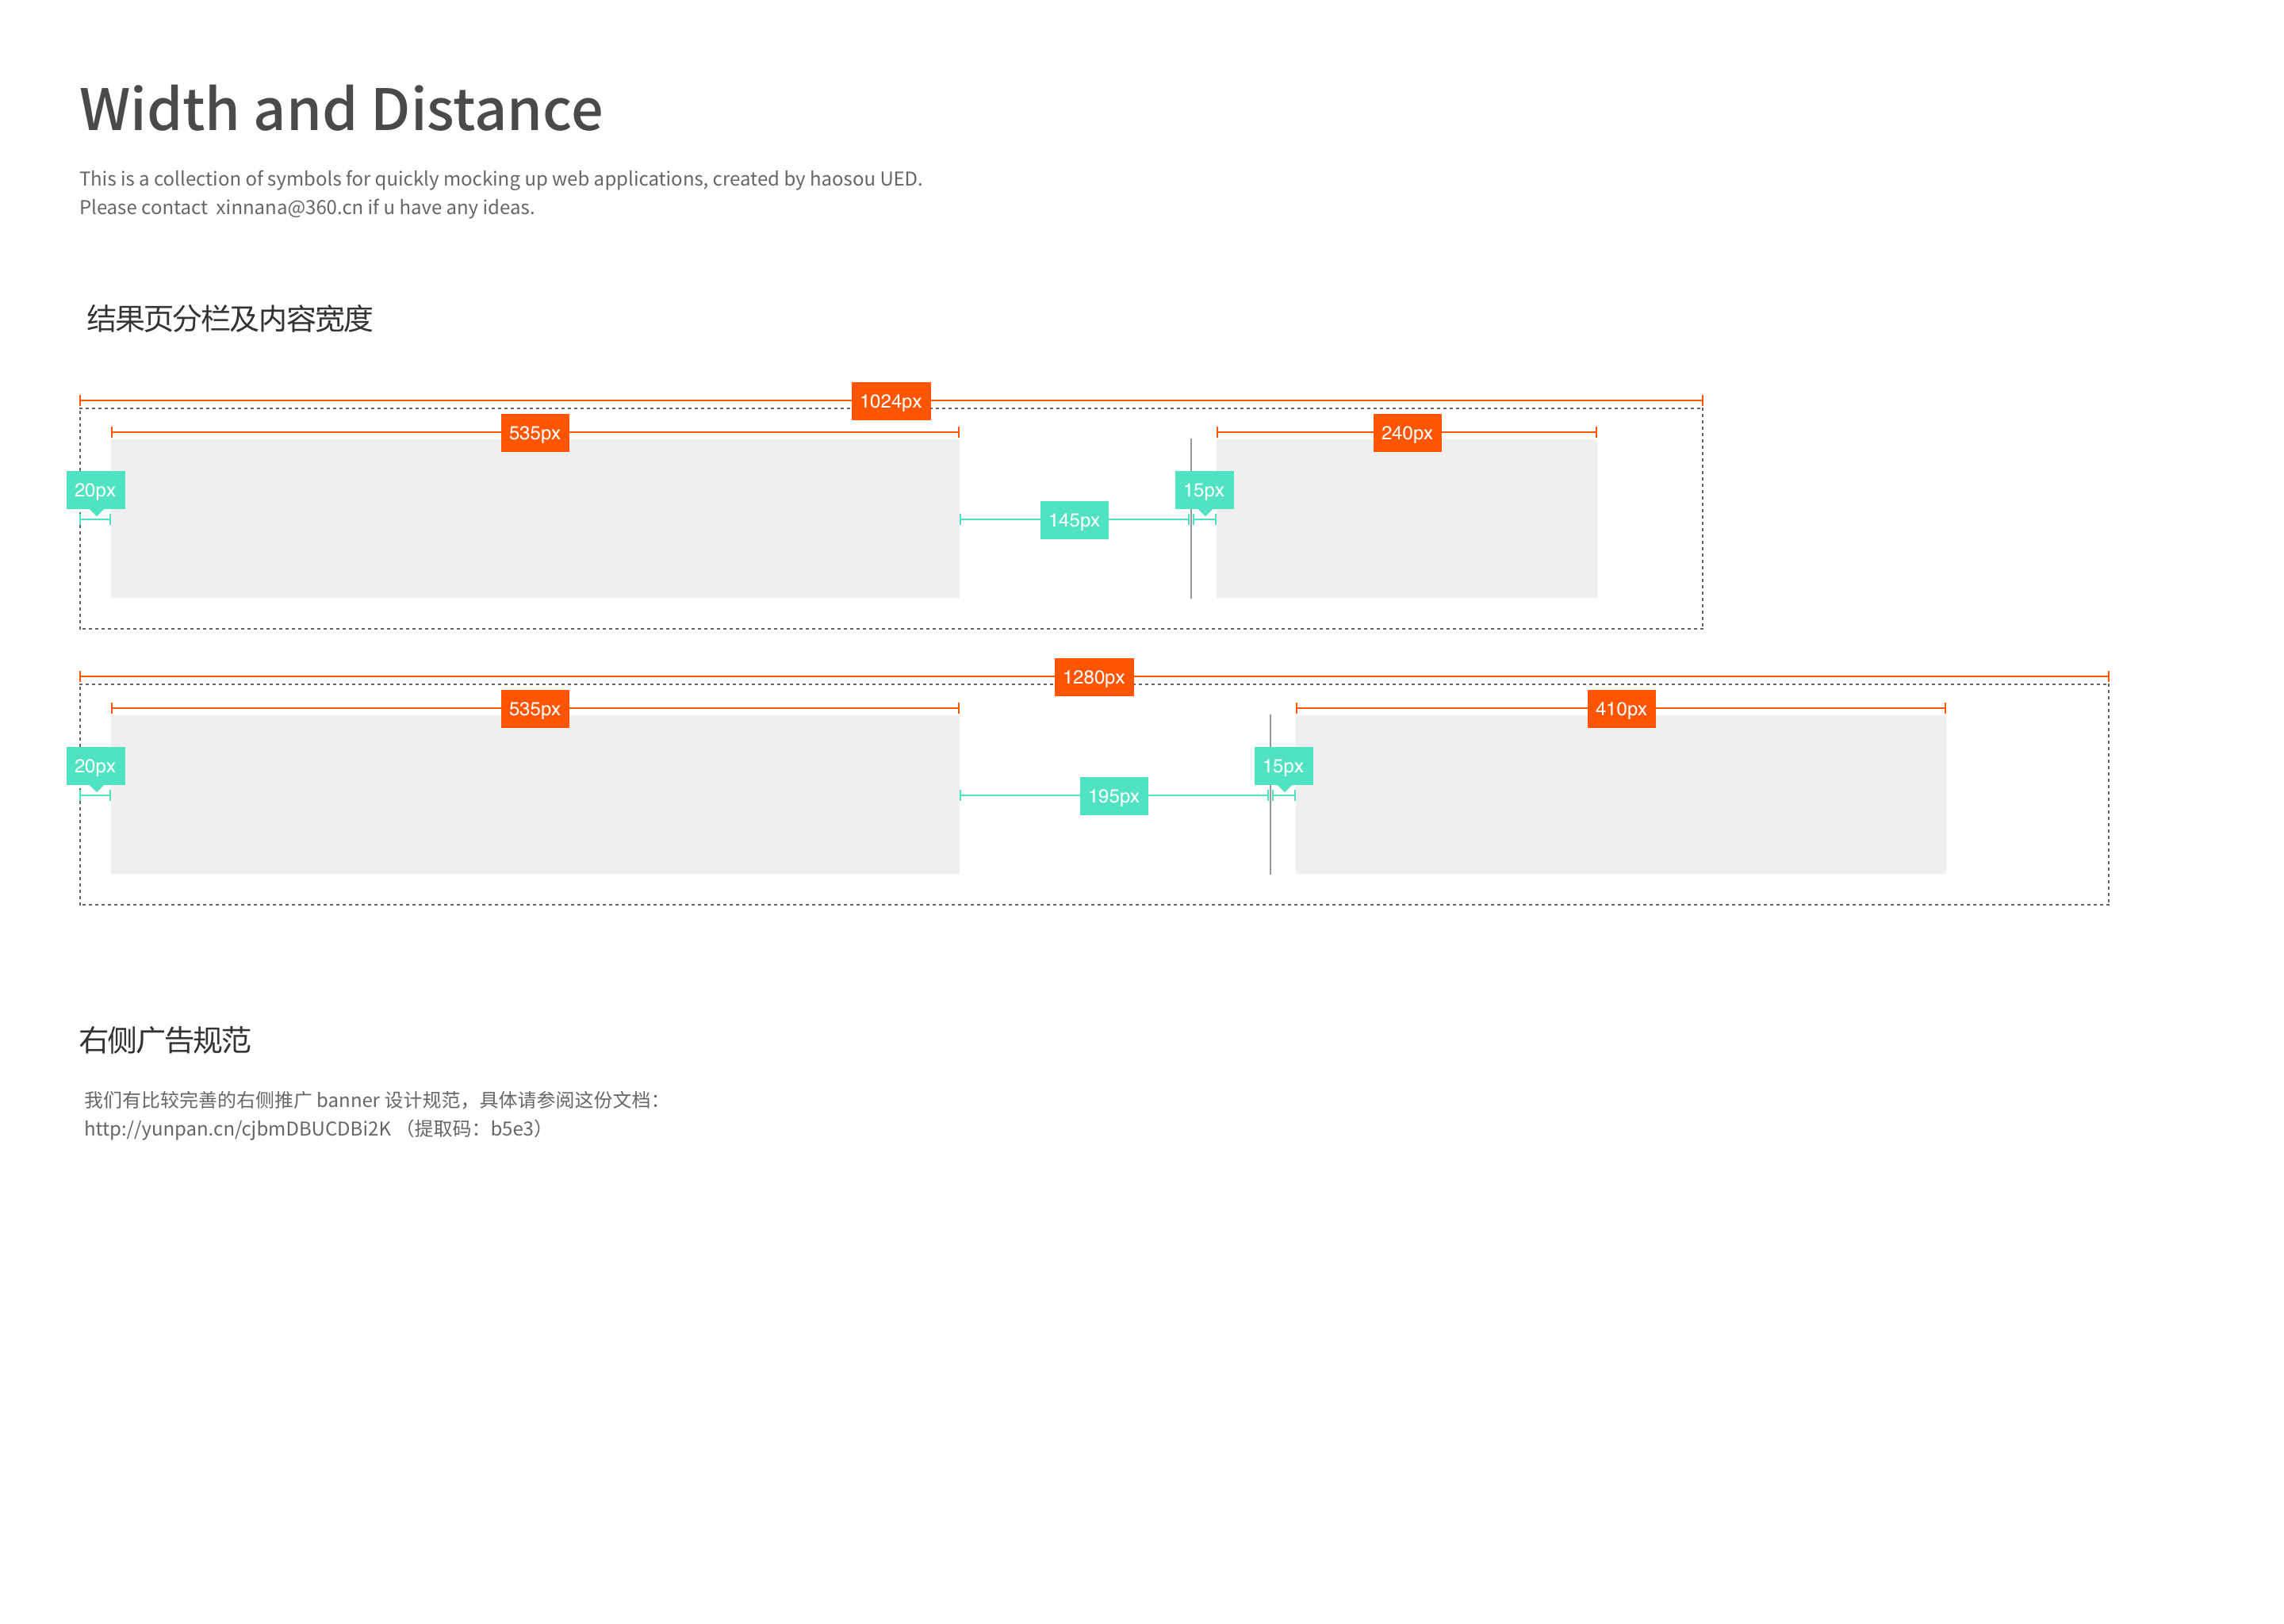 Width and Distance
This is a collection of symbols for quickly mocking up web applications, created by haosou UED.
Please contact  xinnana@360.cn if u have any ideas.
结果页分栏及内容宽度
1024px
535px
240px
20px
15px
145px
1280px
535px
410px
20px
15px
195px
右侧广告规范
我们有比较完善的右侧推广 banner 设计规范，具体请参阅这份文档：
http://yunpan.cn/cjbmDBUCDBi2K （提取码：b5e3）